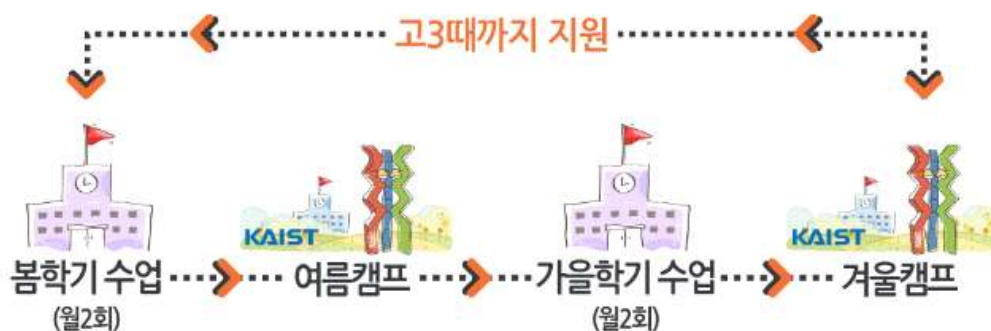 고3때까지 지원
KAIST
KAIST
봄학기 수업
여름캠프
가을학기 수업
겨울캠프
(월2회)
(월2회)